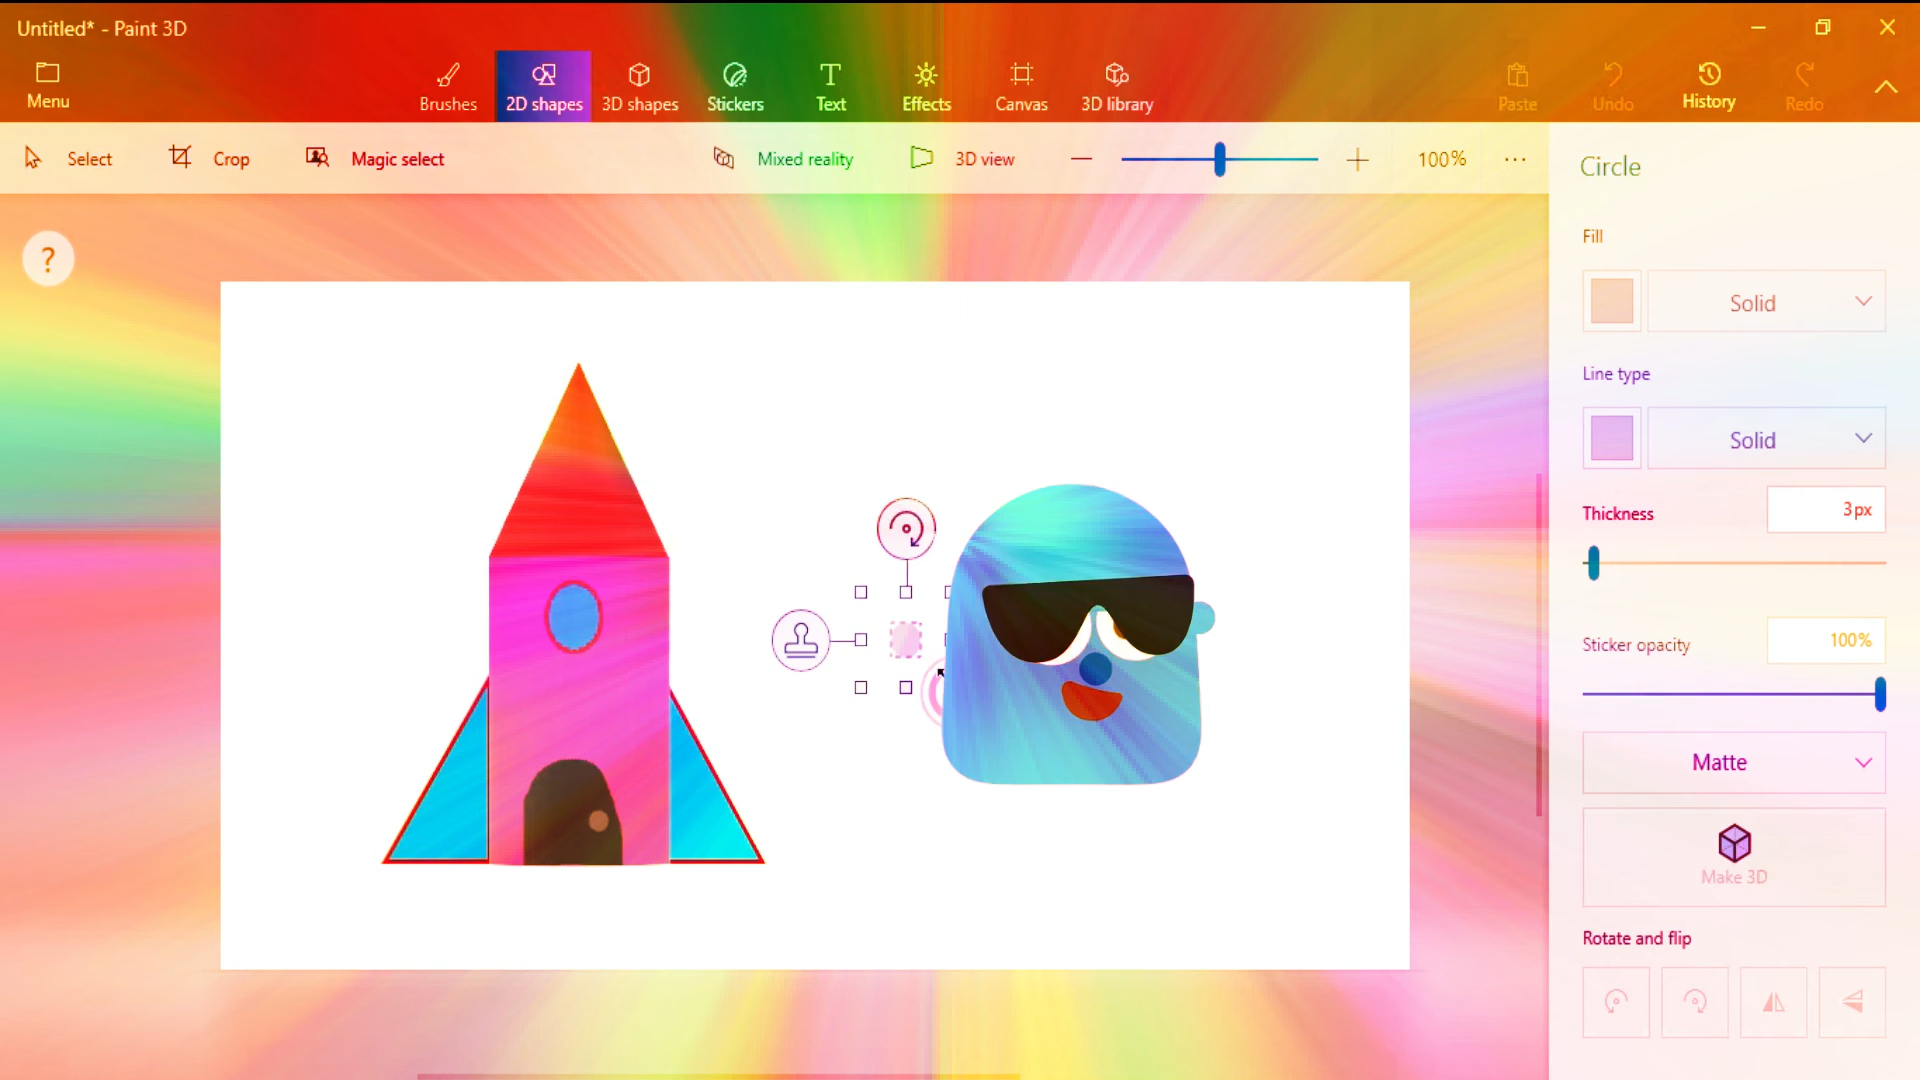 Untitled* - Paint 3D
Menu
Brushes
2D shapes
3D shapes
Stickers
Text
Effects
Canvas
3D library
Paste
Undo
History
Redo
Select
Crop
Magic select
Mixed reality
3D view
100%
?
Circle
Fill
Solid
Line type
Solid
Thickness
3px
Sticker opacity
100%
Matte
Make 3D
Rotate and flip